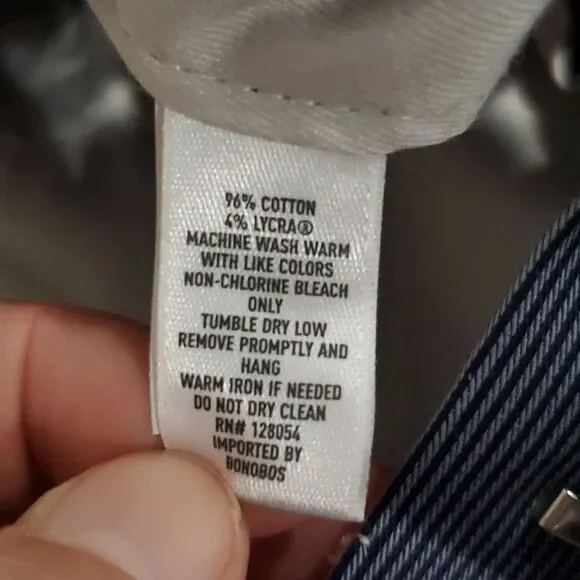 96% COTTON
4% LYCRA®
MACHINE WASH WARM
WITH LIKE COLORS
NON-CHLORINE BLEACH
ONLY
TUMBLE DRY LOW
REMOVE PROMPTLY AND
HANG
WARM IRON IF NEEDED
DO NOT DRY CLEAN
RN# 128054
IMPORTED BY
BONOBOS